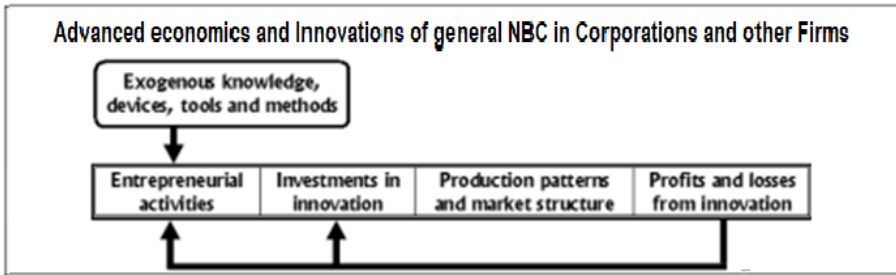 Advanced economics and Innovations of general NBC in Corporations and other Firms
Exogenous knowledge,
devices, tools and methods
Entrepreneurial
activities
Investments in
innovation
Production patterns
and market structure
Profits and losses
from innovation